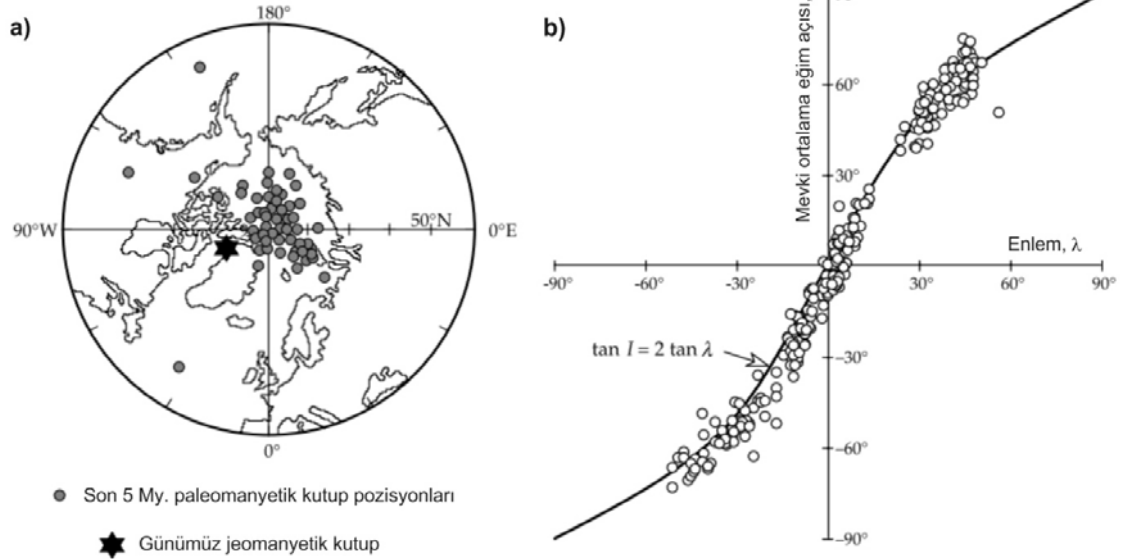 a)
180°
90°W
50°N
0°E
0°
Son 5 My. paleomanyetik kutup pozisyonları
Günümüz jeomanyetik kutup
b)
Mevki ortalama eğim açısı,
60°
30°
Enlem, λ
-90°
-60°
-30°
30°
60°
90°
tan I = 2 tan λ
-30°
-60°
-90°